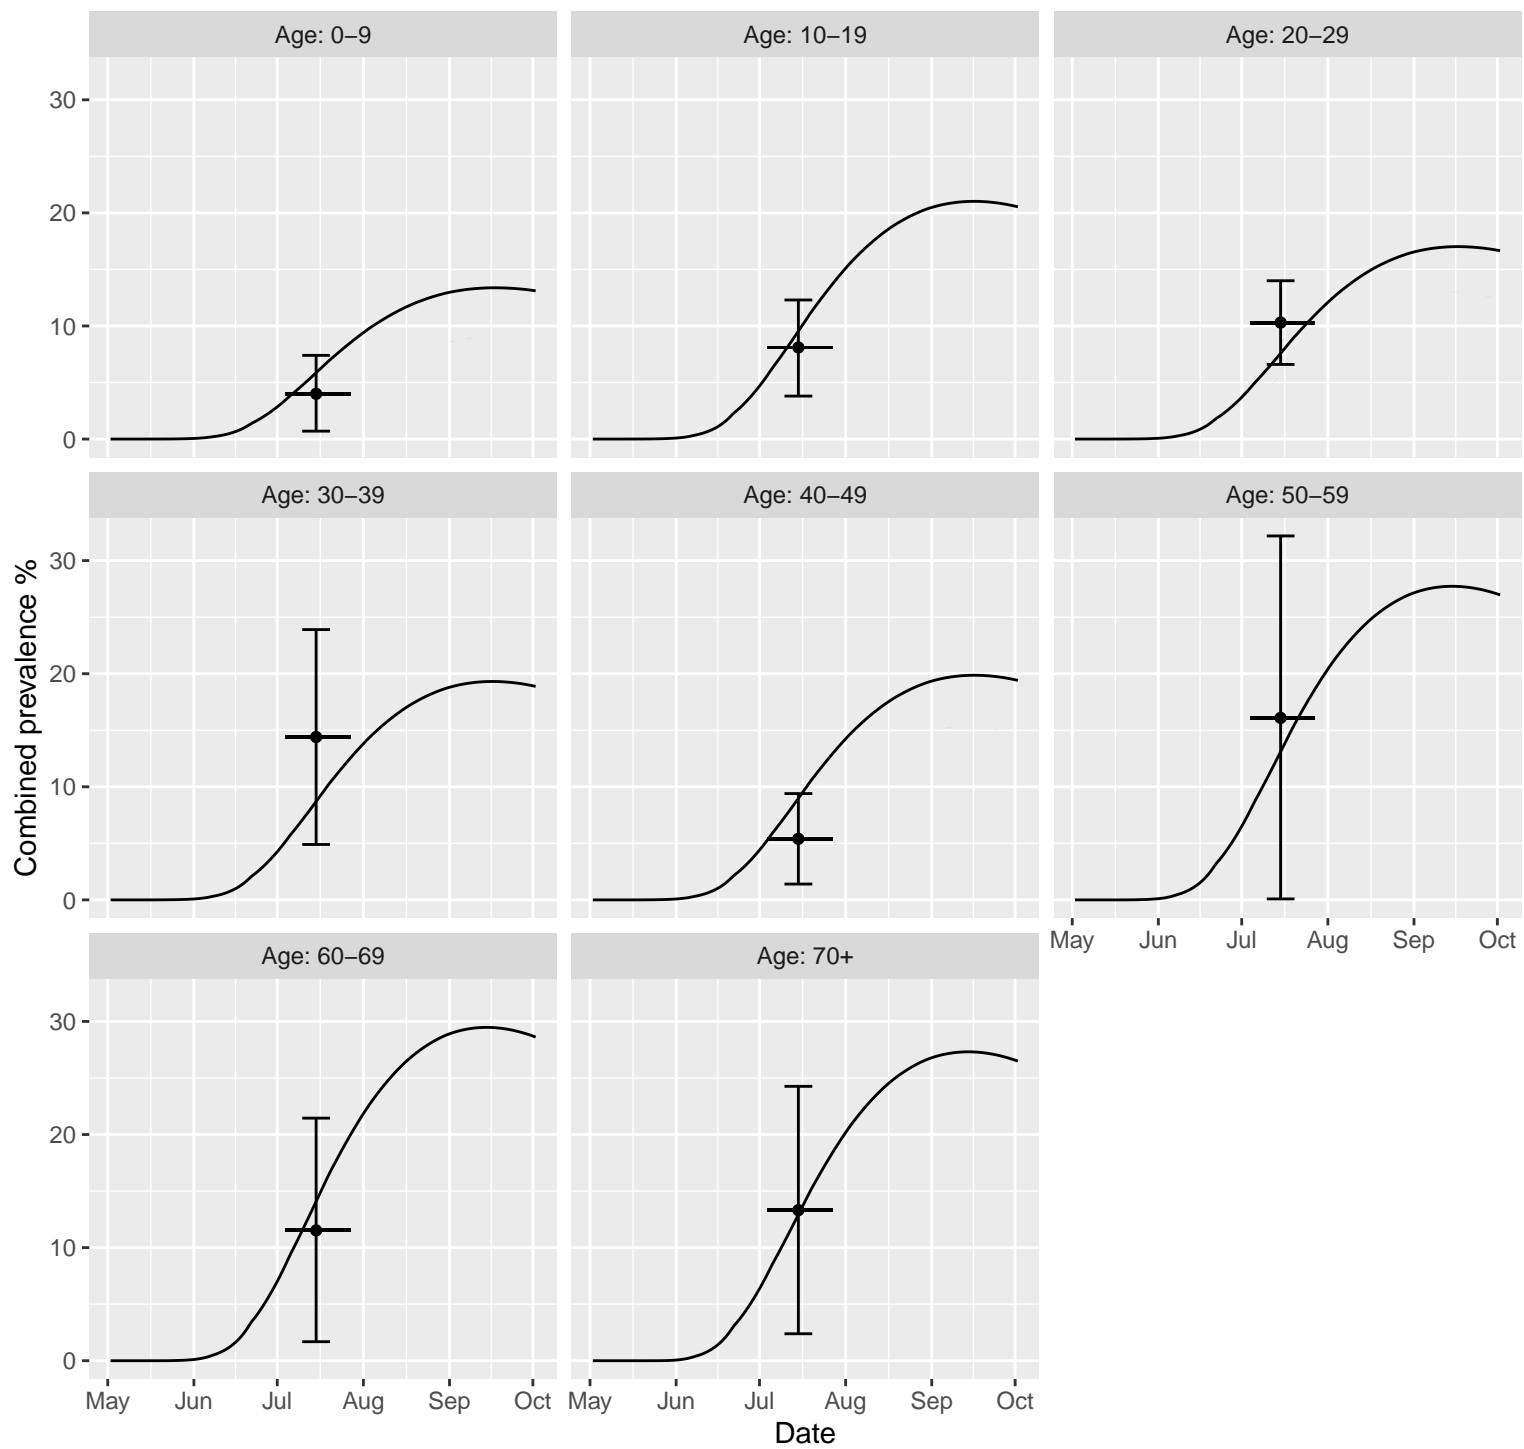 Age: 0–9
Age: 10–19
Age: 20–29
30
20
10
0
Age: 30–39
Age: 40–49
Age: 50–59
30
20
10
0
May Jun Jul Aug Sep Oct
Age: 60–69
Age: 70+
30
20
10
0
May Jun Jul Aug Sep Oct
May Jun Jul Aug Sep Oct
Date
Combined prevalence %